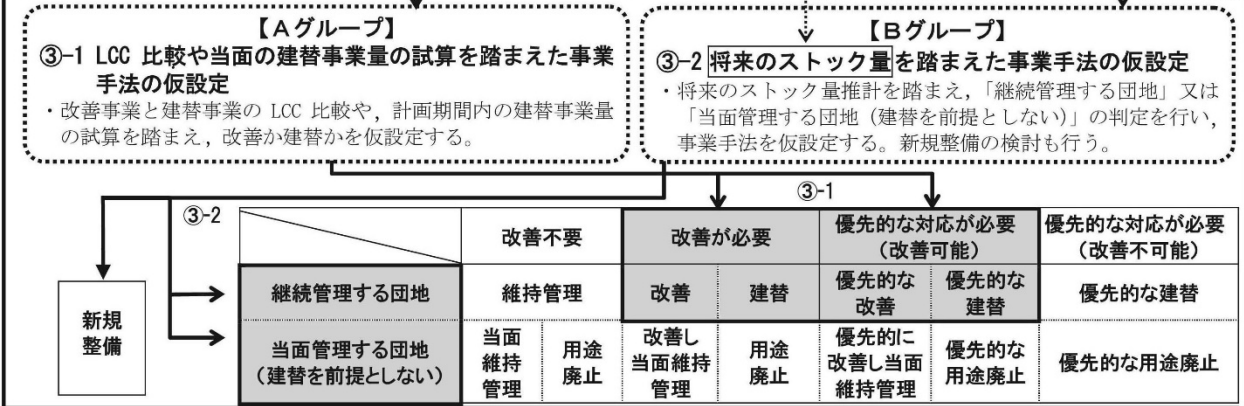 【Aグループ】
③-1 LCC 比較や当面の建替事業量の試算を踏まえた事業
手法の仮設定
・改善事業と建替事業の LCC 比較や，計画期間内の建替事業量
の試算を踏まえ，改善か建替かを仮設定する。
【Bグループ】
③-2 将来のストック量を踏まえた事業手法の仮設定
・将来のストック量推計を踏まえ，「継続管理する団地」又は
「当面管理する団地（建替を前提としない）」の判定を行い，
事業手法を仮設定する。新規整備の検討も行う。
③-2
③-1
新規
整備
改善不要
改善が必要
優先的な対応が必要
（改善可能）
優先的な対応が必要
（改善不可能）
継続管理する団地
維持管理
改善
建替
優先的な
改善
優先的な
建替
優先的な建替
当面管理する団地
（建替を前提としない）
当面
維持
管理
用途
廃止
改善し
当面維持
管理
用途
廃止
優先的に
改善し当面
維持管理
優先的な
用途廃止
優先的な用途廃止